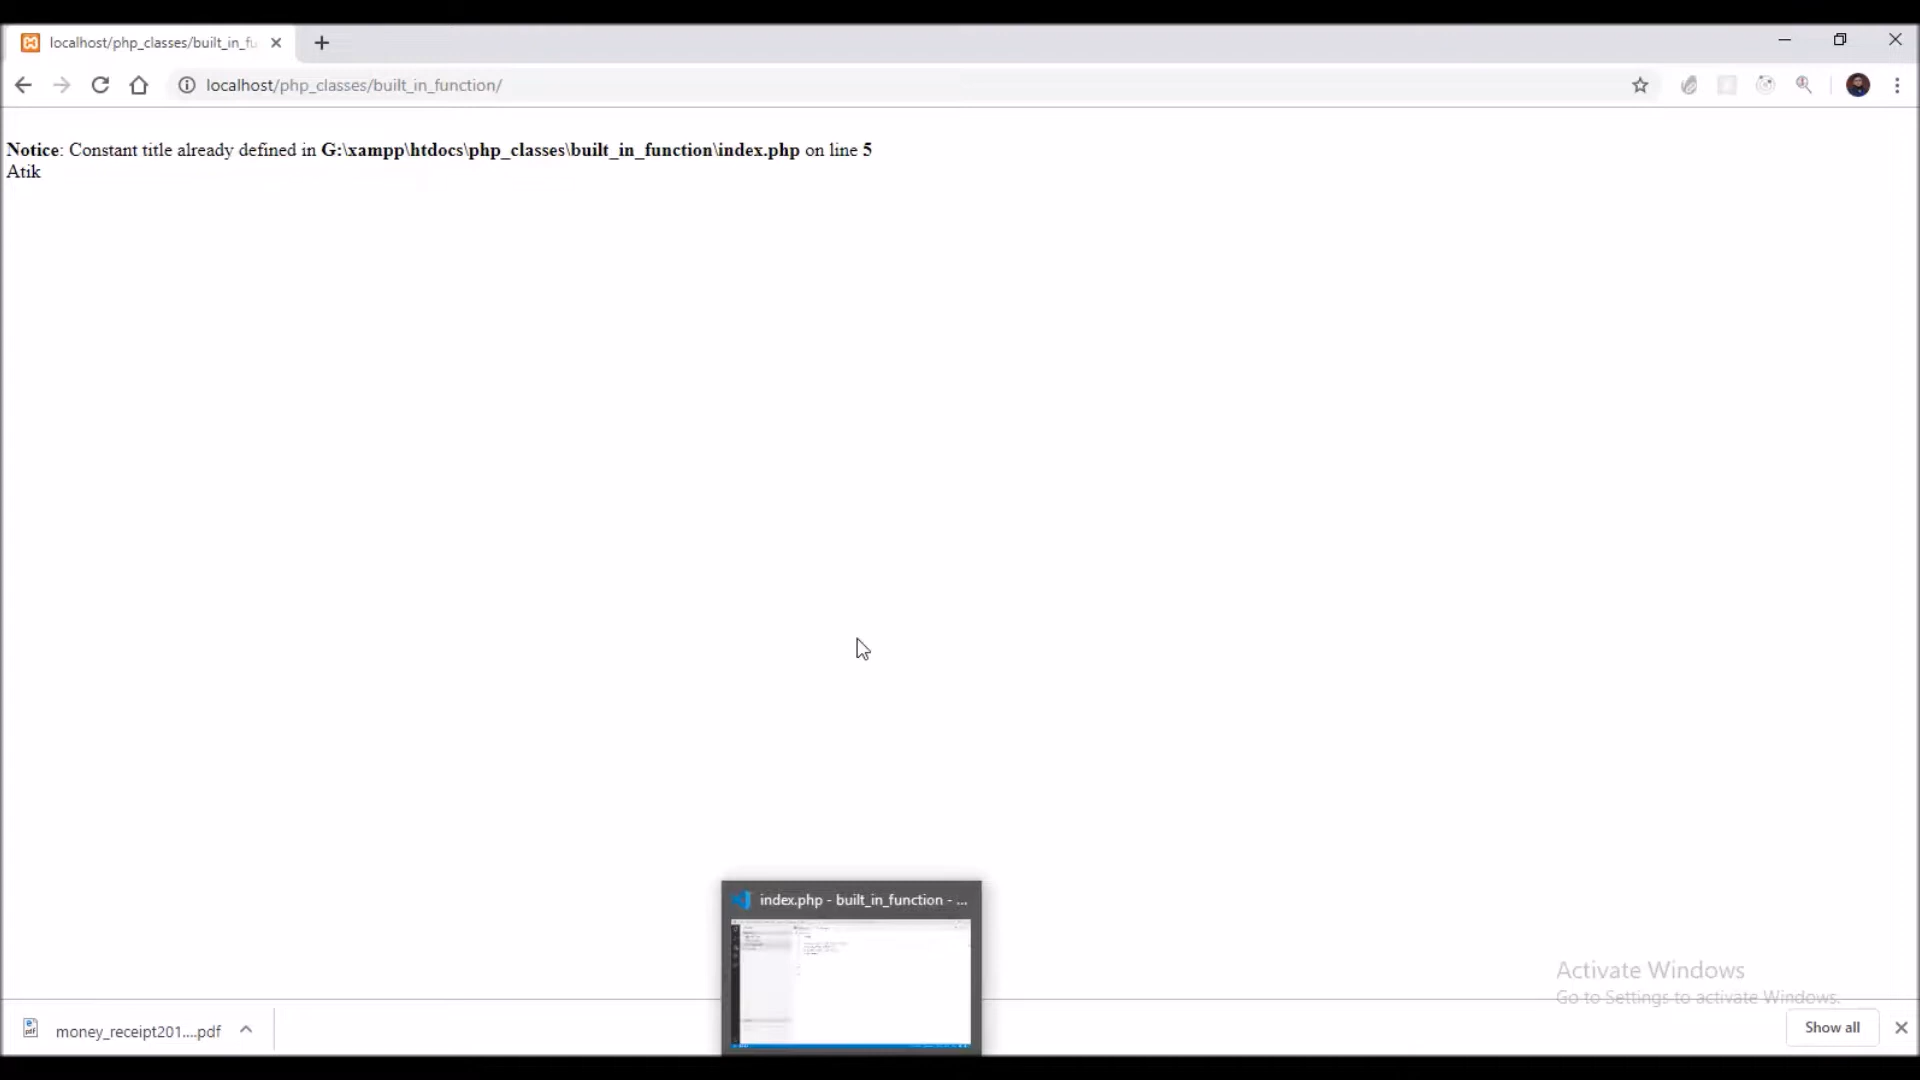 localhost/php_classes/built_in_fu
localhost/php_classes/built_in_function/
Notice: Constant title already defined in G:\xampp\htdocs\php_classes\built_in_function\index.php on line 5
Atik
index.php - built_in_function - ...
Activate Windows
Go to Settings to activate Windows.
money_receipt201....pdf
Show all